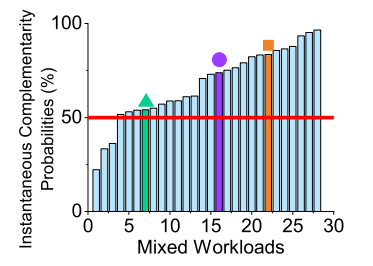 Instantaneous Complementarity
Probabilities (%)
100
50
0
0 5 10 15 20 25 30
Mixed Workloads